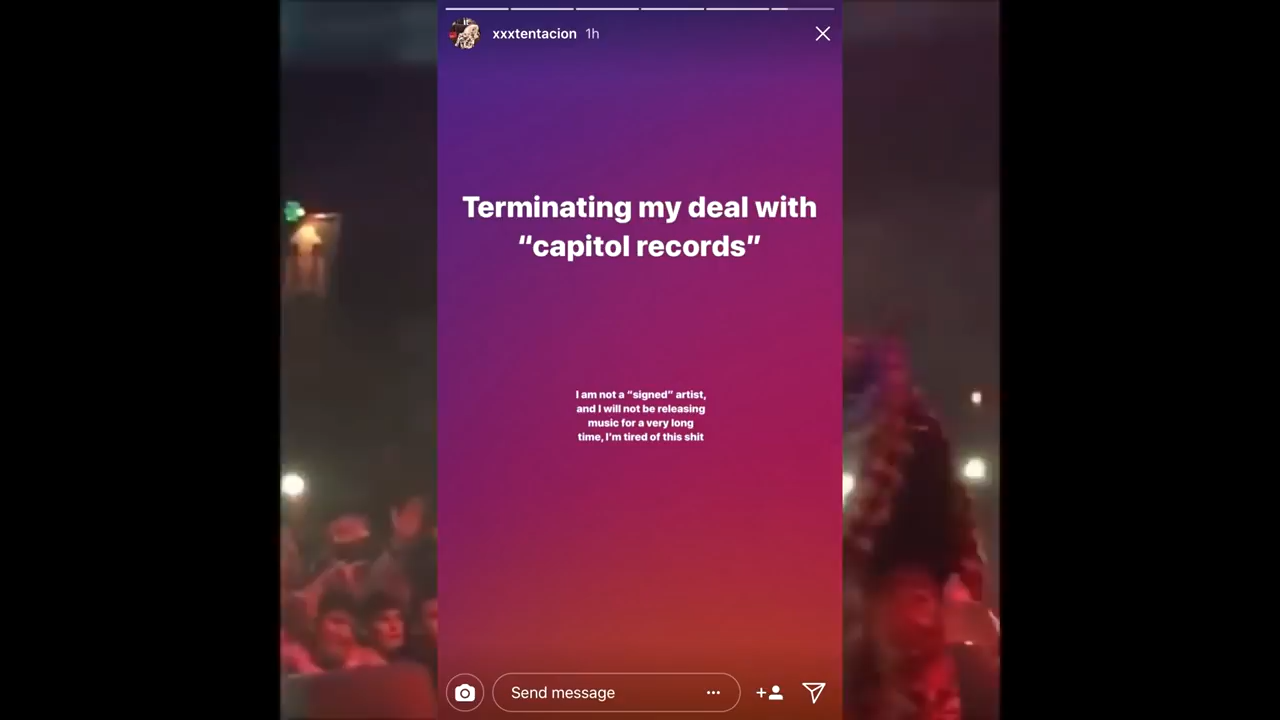 xxxtentacion 1h
Terminating my deal with
“capitol records”
I am not a “signed” artist,
and I will not be releasing
music for a very long
time, I’m tired of this shit
Send message